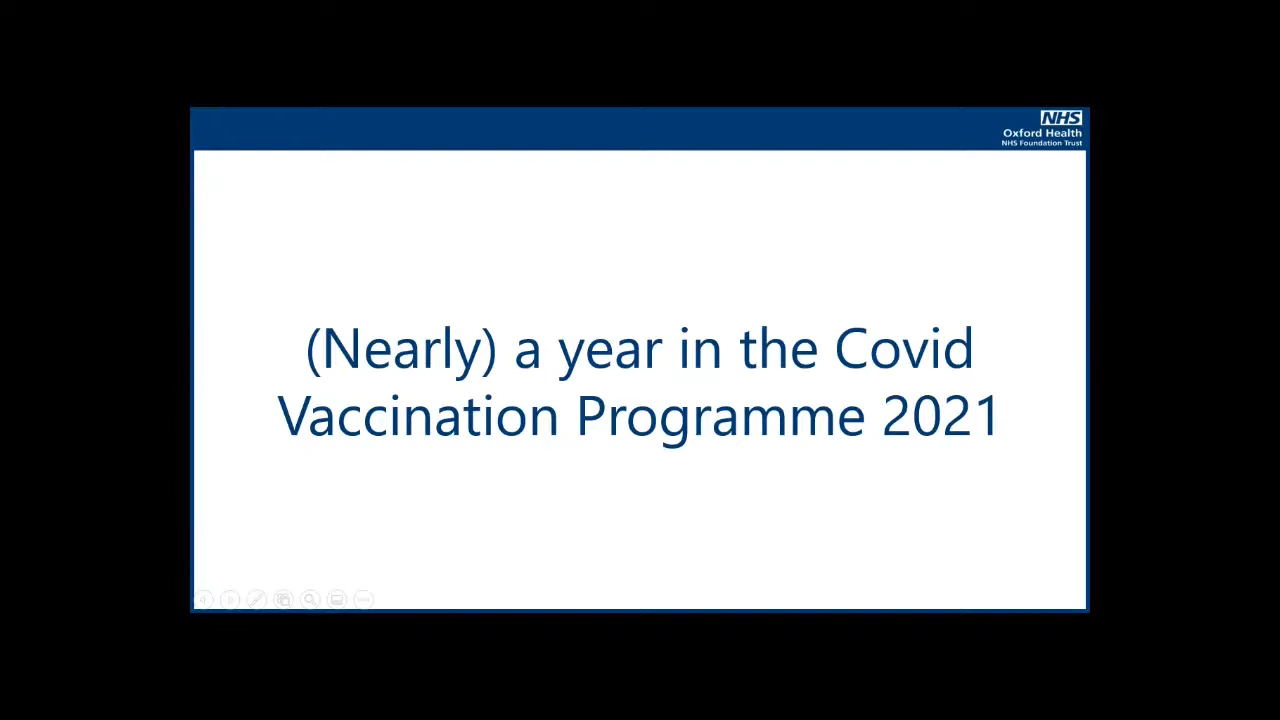 NHS
Oxford Health
NHS Foundation Trust
(Nearly) a year in the Covid
Vaccination Programme 2021